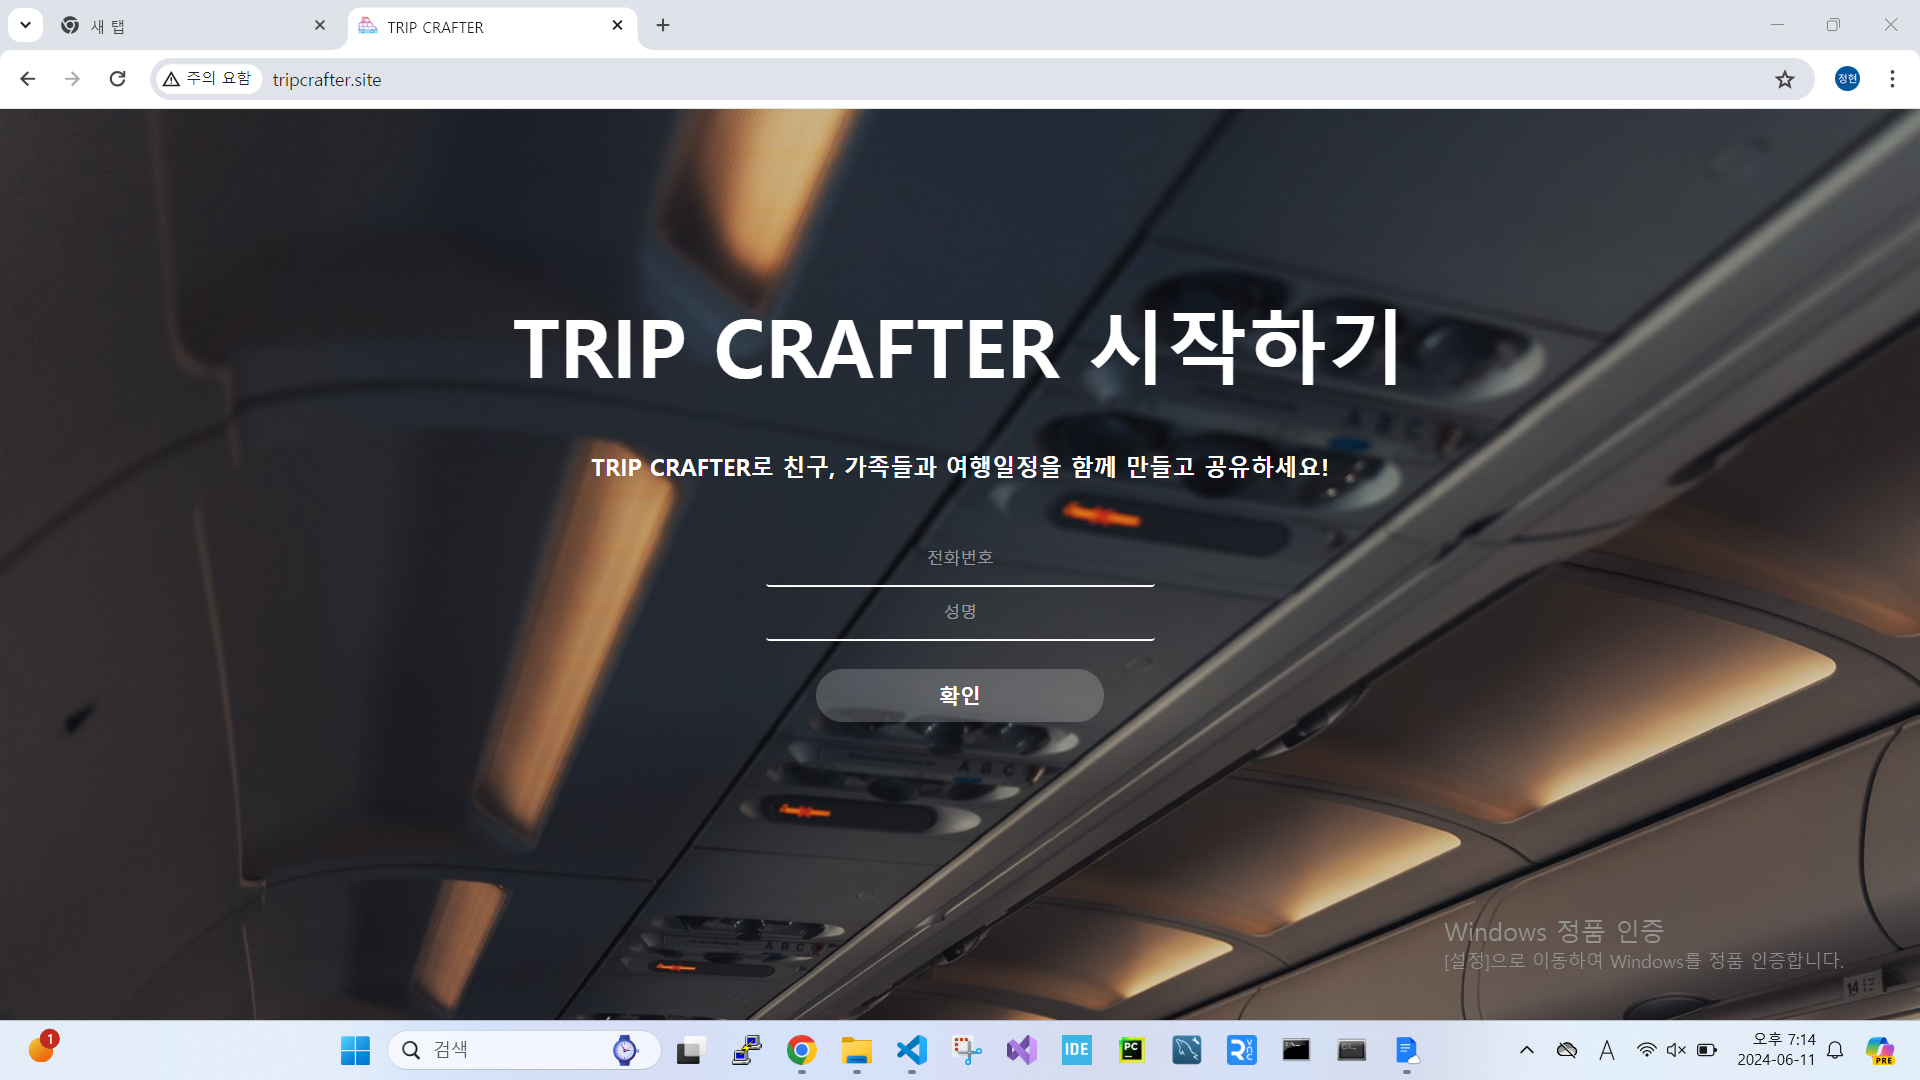 새 탭
TRIP CRAFTER
주의 요함
tripcrafter.site
정현
TRIP CRAFTER 시작하기
TRIP CRAFTER로 친구, 가족들과 여행일정을 함께 만들고 공유하세요!
전화번호
성명
확인
A B C
A B C
A B C
Windows 정품 인증
[설정]으로 이동하여 Windows를 정품 인증합니다.
14
1
검색
IDE
PC
R VNC
A
오후 7:14
2024-06-11
PRE